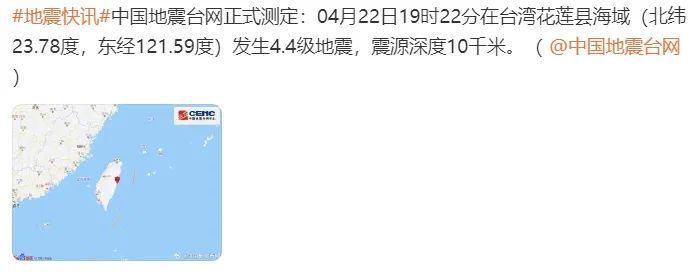 #地震快讯#中国地震台网正式测定：04月22日19时22分在台湾花莲县海域（北纬
23.78度，东经121.59度）发生4.4级地震，震源深度10千米。（ @中国地震台网
）
CENC